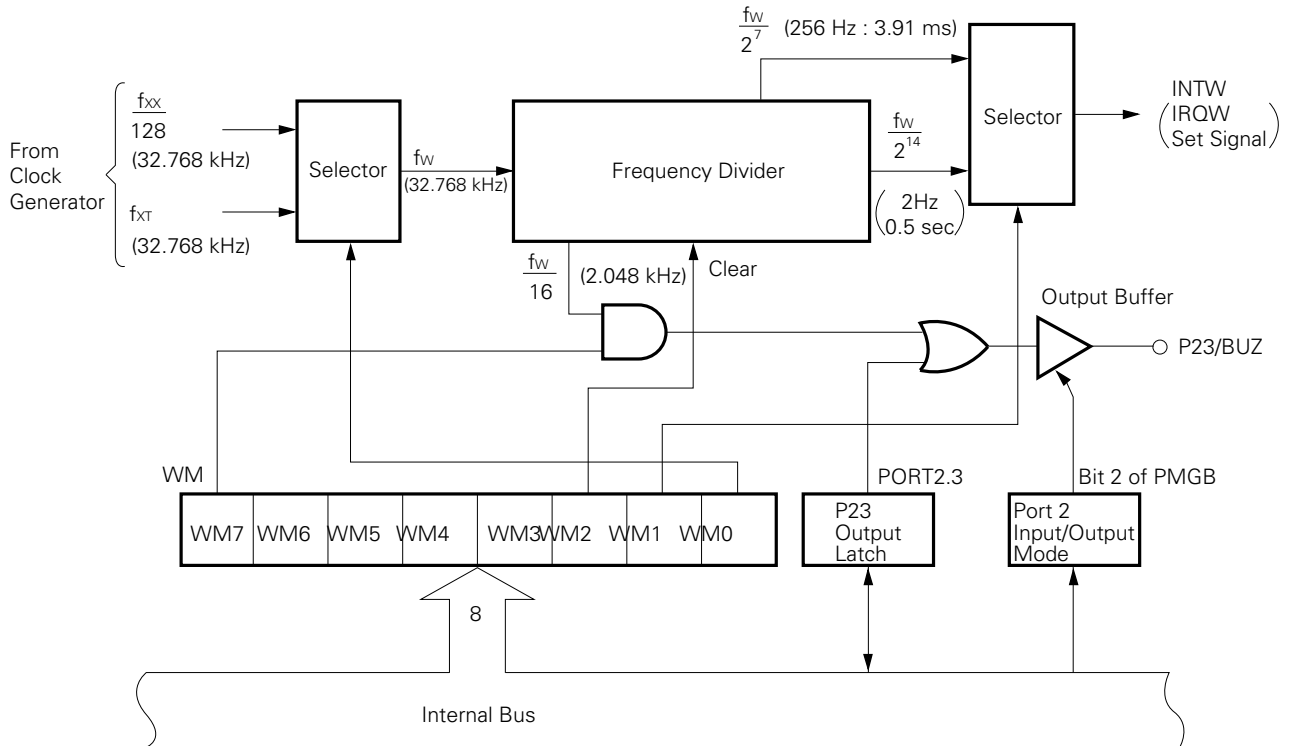 fW
2^7 (256 Hz : 3.91 ms)
fXX
128
(32.768 kHz)
From
Clock
Generator
fXT
(32.768 kHz)
Selector
fW
(32.768 kHz)
Frequency Divider
fW
2^14
(2Hz
0.5 sec)
Selector
INTW
(IRQW
Set Signal)
fW
16
(2.048 kHz)
Clear
Output Buffer
P23/BUZ
WM
PORT2.3
Bit 2 of PMGB
WM7 WM6 WM5 WM4 WM3 WM2 WM1 WM0
P23
Output
Latch
Port 2
Input/Output
Mode
8
Internal Bus